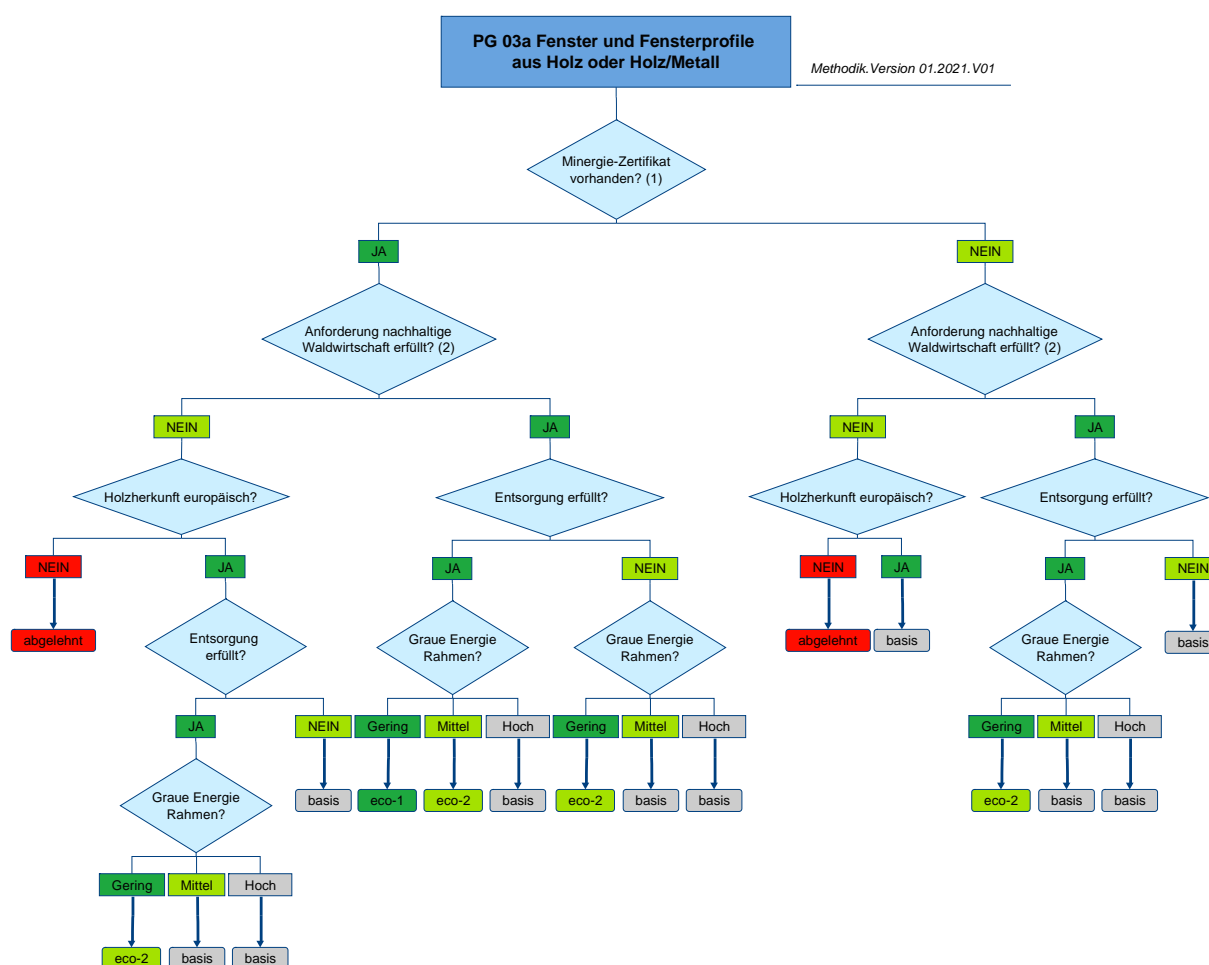 PG 03a Fenster und Fensterprofile
aus Holz oder Holz/Metall
Methodik.Version 01.2021.V01
Minergie-Zertifikat
vorhanden? (1)
JA
NEIN
Anforderung nachhaltige
Waldwirtschaft erfüllt? (2)
Anforderung nachhaltige
Waldwirtschaft erfüllt? (2)
NEIN
JA
NEIN
JA
Holzherkunft europäisch?
Entsorgung erfüllt?
Holzherkunft europäisch?
Entsorgung erfüllt?
NEIN
JA
JA
NEIN
NEIN
JA
JA
NEIN
abgelehnt
Entsorgung
erfüllt?
Graue Energie
Rahmen?
Graue Energie
Rahmen?
abgelehnt
basis
Graue Energie
Rahmen?
basis
JA
NEIN
Gering
Mittel
Hoch
Gering
Mittel
Hoch
Gering
Mittel
Hoch
basis
eco-1
eco-2
basis
eco-2
basis
basis
eco-2
basis
basis
Graue Energie
Rahmen?
Gering
Mittel
Hoch
eco-2
basis
basis